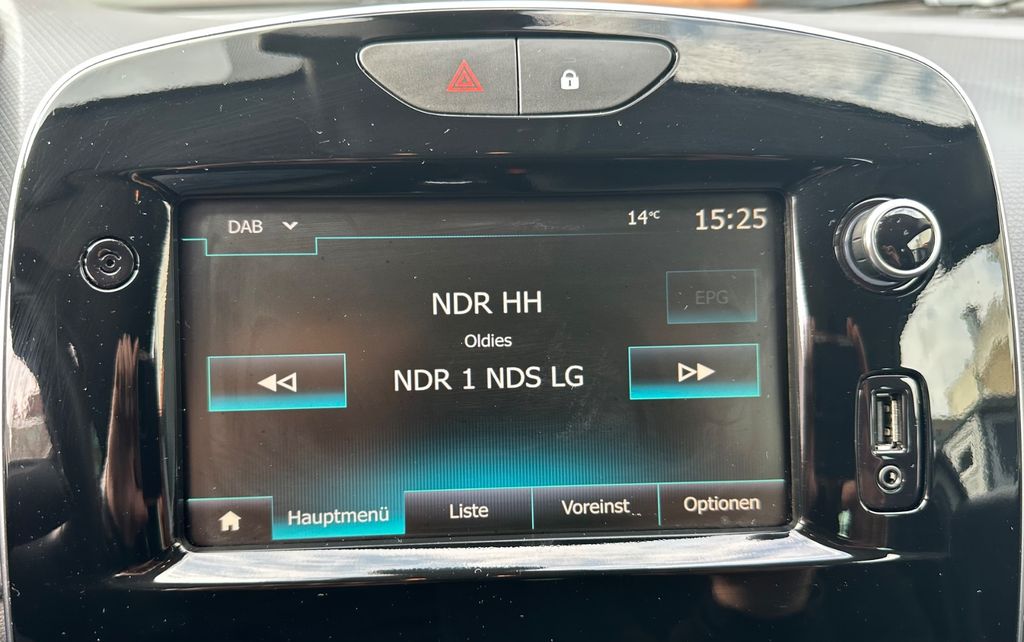 DAB
14°C
15:25
NDR HH
EPG
Oldies
NDR 1 NDS LG
Hauptmenü
Liste
Voreinst
Optionen